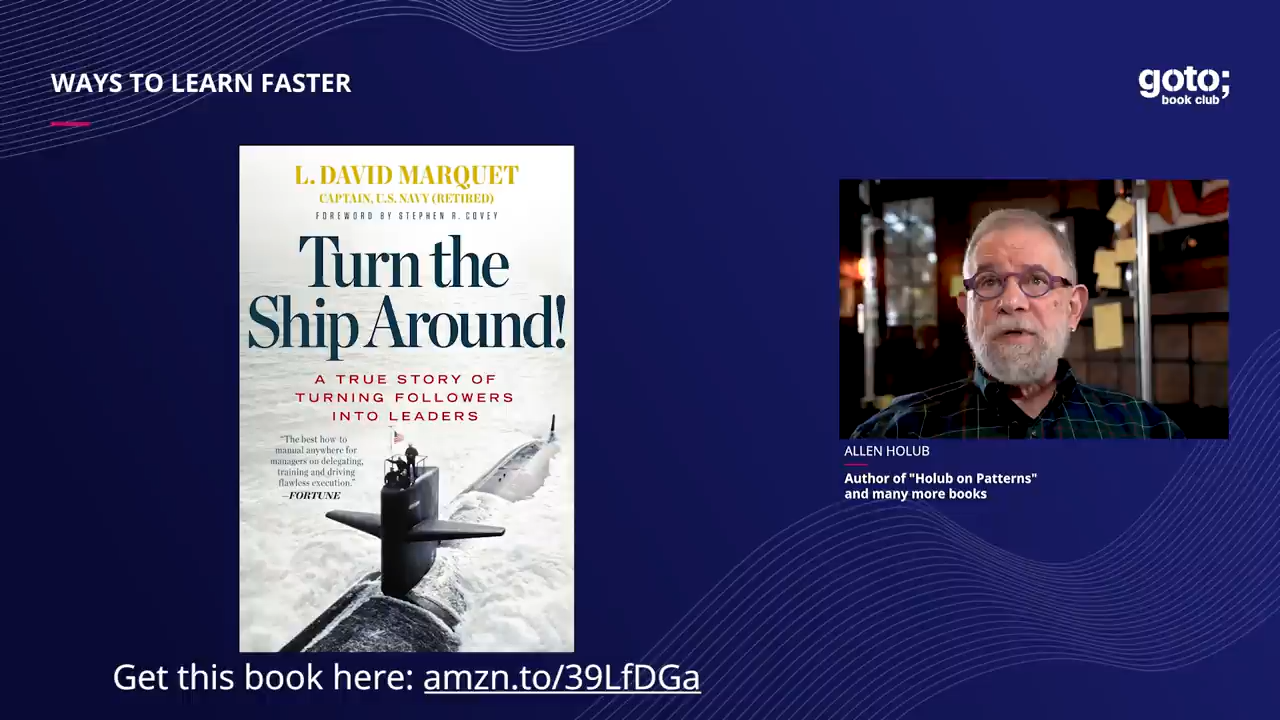 WAYS TO LEARN FASTER
goto;
book club
L. DAVID MARQUET
CAPTAIN, U.S. NAVY (RETIRED)
FOREWORD BY STEPHEN R. COVEY
Turn the
Ship Around!
A TRUE STORY OF
TURNING FOLLOWERS
INTO LEADERS
“The best how to
manual anywhere for
managers on delegating,
training and driving
flawless execution.”
—FORTUNE
ALLEN HOLUB
Author of "Holub on Patterns"
and many more books
Get this book here: amzn.to/39LfDGa